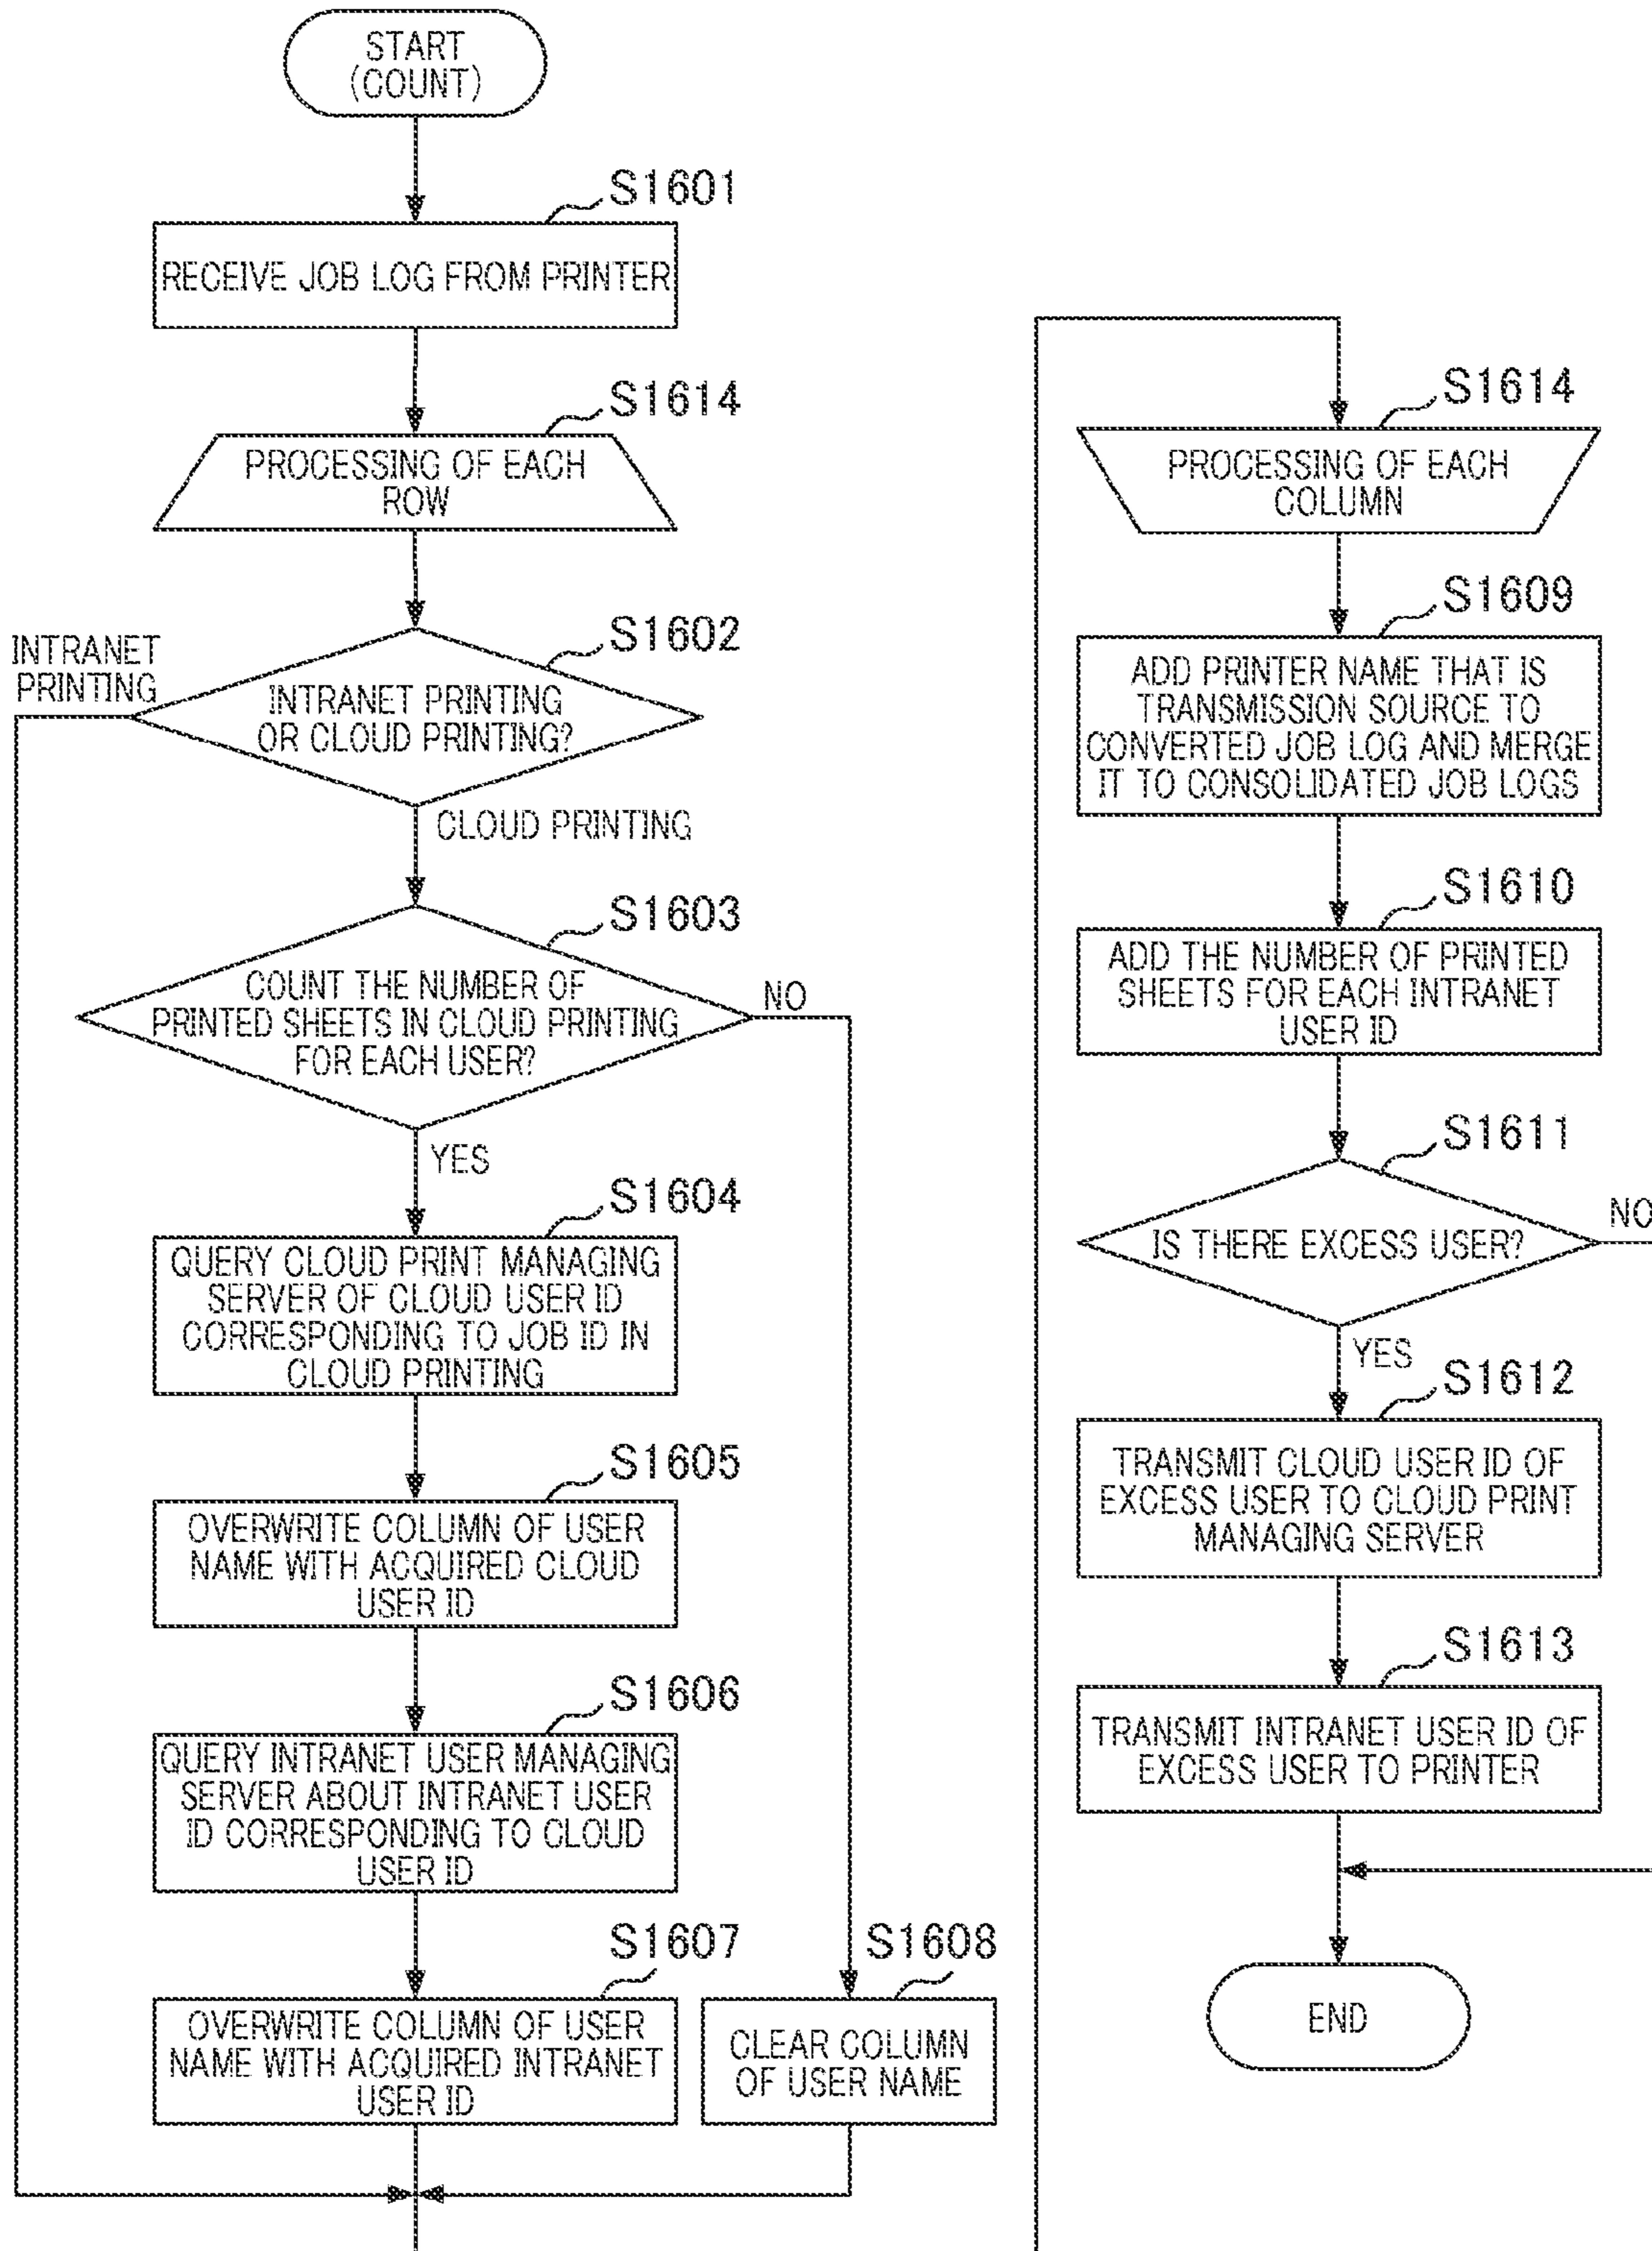 START
(COUNT)
S1601
RECEIVE JOB LOG FROM PRINTER
S1614
PROCESSING OF EACH
ROW
S1602
INTRANET
PRINTING
INTRANET PRINTING
OR CLOUD PRINTING?
CLOUD PRINTING
S1603
COUNT THE NUMBER OF
PRINTED SHEETS IN CLOUD PRINTING
FOR EACH USER?
NO
YES
S1604
QUERY CLOUD PRINT MANAGING
SERVER OF CLOUD USER ID
CORRESPONDING TO JOB ID IN
CLOUD PRINTING
S1605
OVERWRITE COLUMN OF USER
NAME WITH ACQUIRED CLOUD
USER ID
S1606
QUERY INTRANET USER MANAGING
SERVER ABOUT INTRANET USER
ID CORRESPONDING TO CLOUD
USER ID
S1607
OVERWRITE COLUMN OF USER
NAME WITH ACQUIRED INTRANET
USER ID
S1608
CLEAR COLUMN
OF USER NAME
S1614
PROCESSING OF EACH
COLUMN
S1609
ADD PRINTER NAME THAT IS
TRANSMISSION SOURCE TO
CONVERTED JOB LOG AND MERGE
IT TO CONSOLIDATED JOB LOGS
S1610
ADD THE NUMBER OF PRINTED
SHEETS FOR EACH INTRANET
USER ID
S1611
IS THERE EXCESS USER?
NO
YES
S1612
TRANSMIT CLOUD USER ID OF
EXCESS USER TO CLOUD PRINT
MANAGING SERVER
S1613
TRANSMIT INTRANET USER ID OF
EXCESS USER TO PRINTER
END